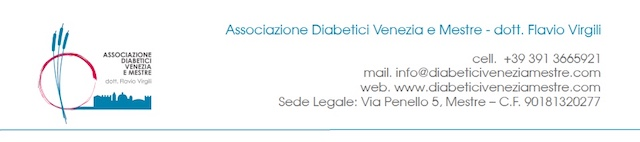 ASSOCIAZIONE
DIABETICI
VENEZIA
E MESTRE
dott. Flavio Virgili
Associazione Diabetici Venezia e Mestre - dott. Flavio Virgili
cell. +39 391 3665921
mail. info@diabeticiveneziamestre.com
web. www.diabeticiveneziamestre.com
Sede Legale: Via Penello 5, Mestre – C.F. 90181320277